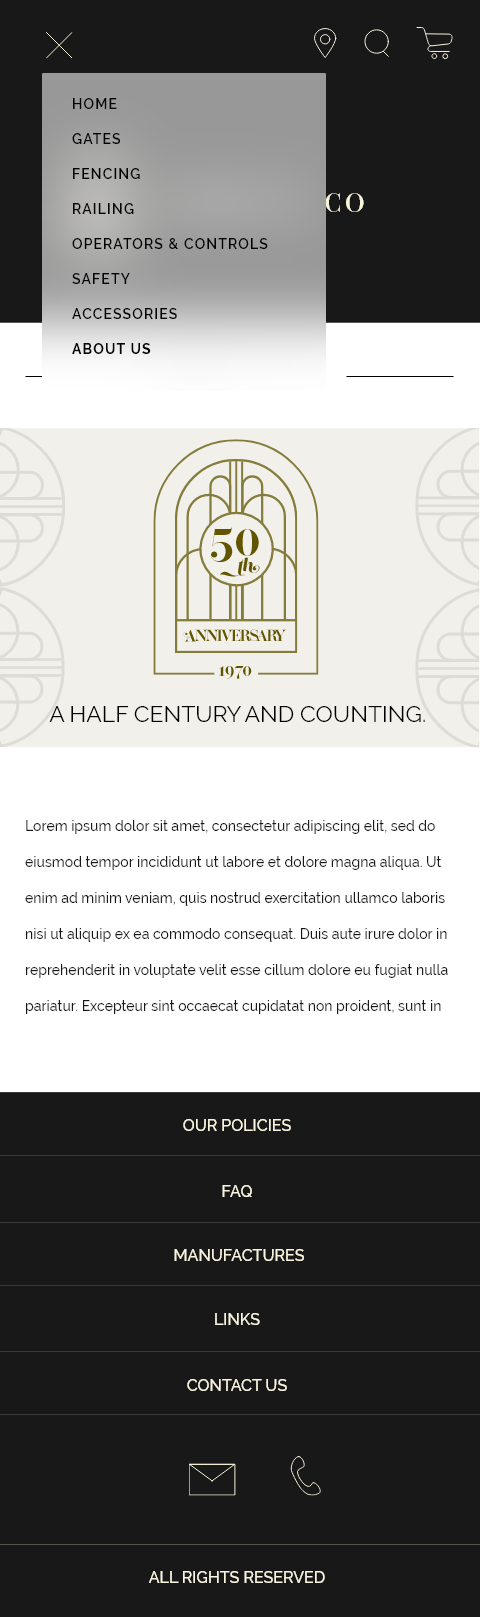 HOME
GATES
FENCING
RAILING
CO
OPERATORS & CONTROLS
SAFETY
ACCESSORIES
ABOUT US
50
th
ANNIVERSARY
1970
A HALF CENTURY AND COUNTING.
Lorem ipsum dolor sit amet, consectetur adipiscing elit, sed do
eiusmod tempor incididunt ut labore et dolore magna aliqua. Ut
enim ad minim veniam, quis nostrud exercitation ullamco laboris
nisi ut aliquip ex ea commodo consequat. Duis aute irure dolor in
reprehenderit in voluptate velit esse cillum dolore eu fugiat nulla
pariatur. Excepteur sint occaecat cupidatat non proident, sunt in
OUR POLICIES
FAQ
MANUFACTURES
LINKS
CONTACT US
ALL RIGHTS RESERVED